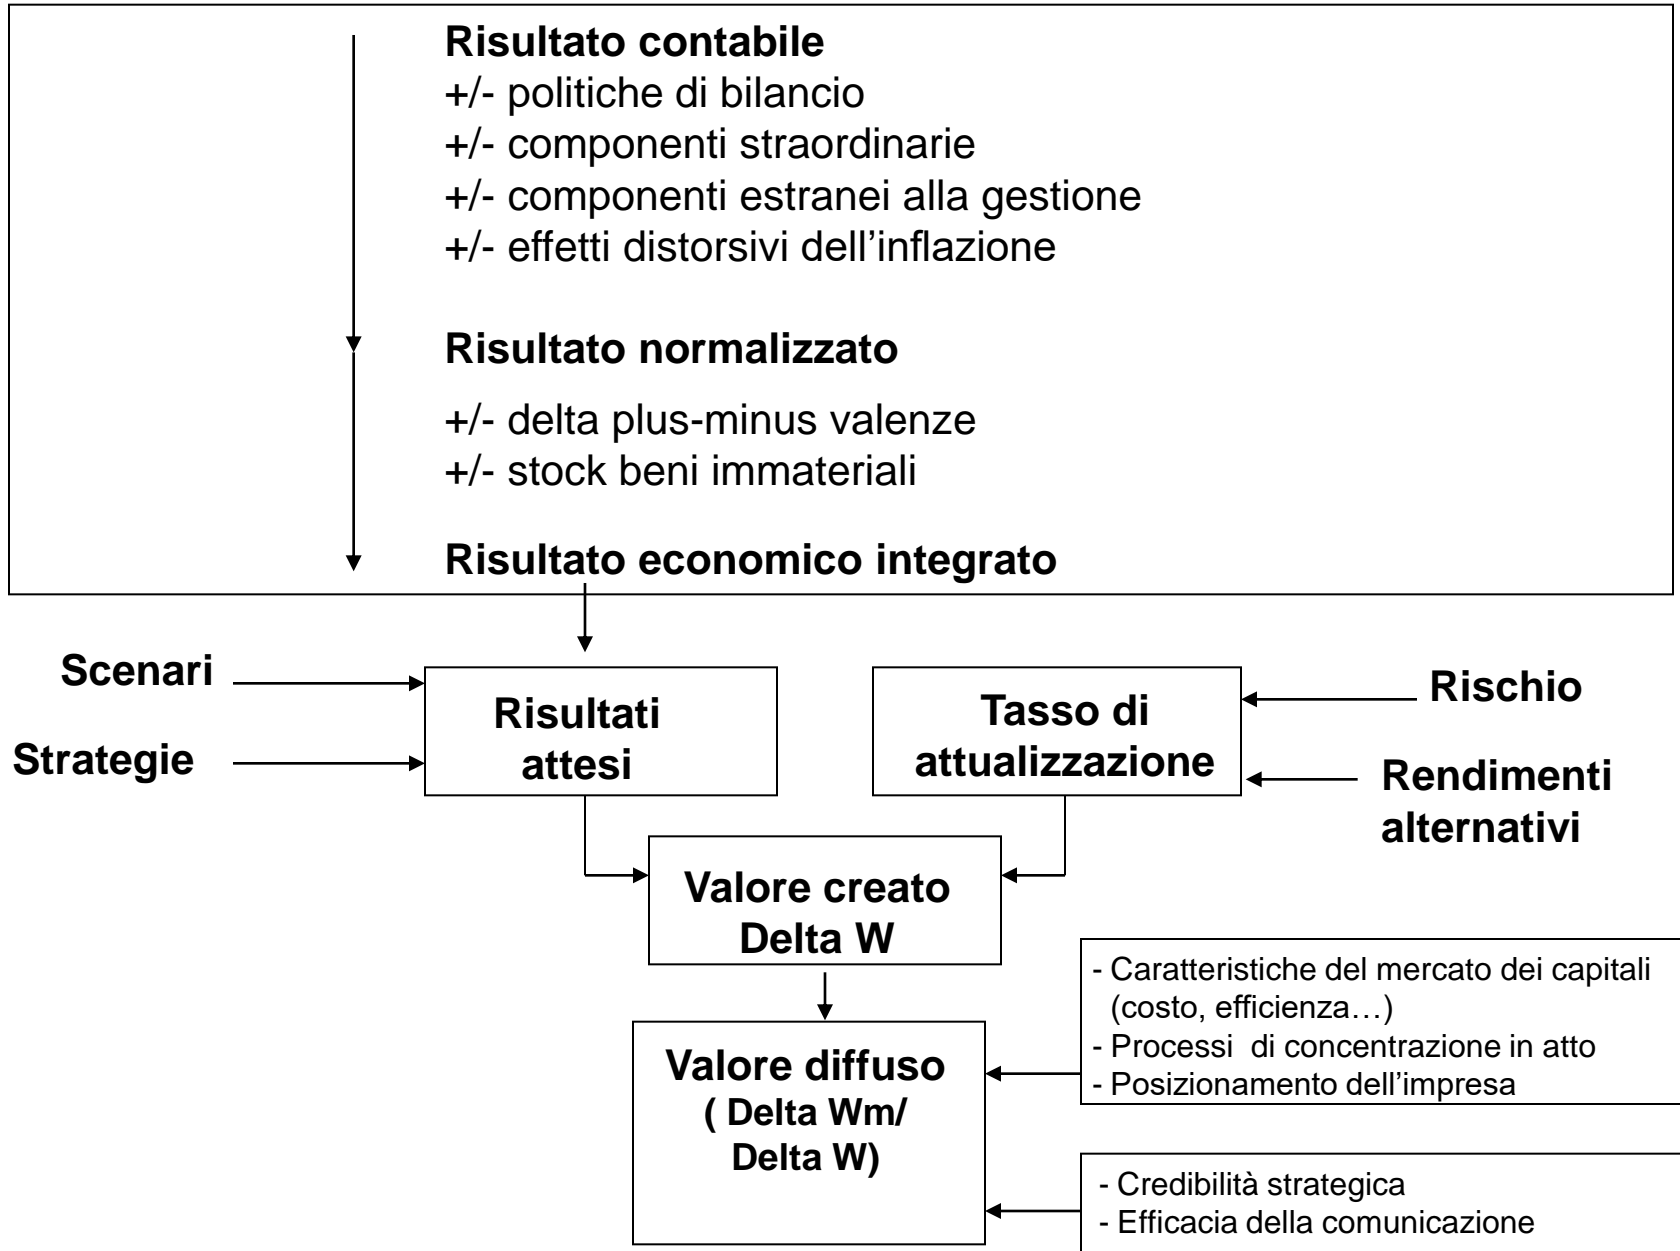 Risultato contabile
+/- politiche di bilancio
+/- componenti straordinarie
+/- componenti estranei alla gestione
+/- effetti distorsivi dell’inflazione
Risultato normalizzato
+/- delta plus-minus valenze
+/- stock beni immateriali
Risultato economico integrato
Scenari
Strategie
Risultati
attesi
Tasso di
attualizzazione
Rischio
Rendimenti
alternativi
Valore creato
Delta W
Valore diffuso
( Delta Wm/
Delta W)
- Caratteristiche del mercato dei capitali
(costo, efficienza…)
- Processi di concentrazione in atto
- Posizionamento dell’impresa
- Credibilità strategica
- Efficacia della comunicazione